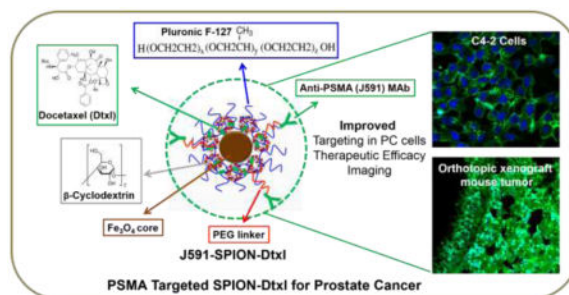 Pluronic F-127
CH3
H(OCH2CH2)x(OCH2CH)y(OCH2CH2)zOH
Docetaxel (Dtxl)
β-Cyclodextrin
Fe3O4 core
PEG linker
J591-SPION-Dtxl
Anti-PSMA (J591) MAb
Improved
Targeting in PC cells
Therapeutic Efficacy
Imaging
C4-2 Cells
Orthotopic xenograft
mouse tumor
PSMA Targeted SPION-Dtxl for Prostate Cancer